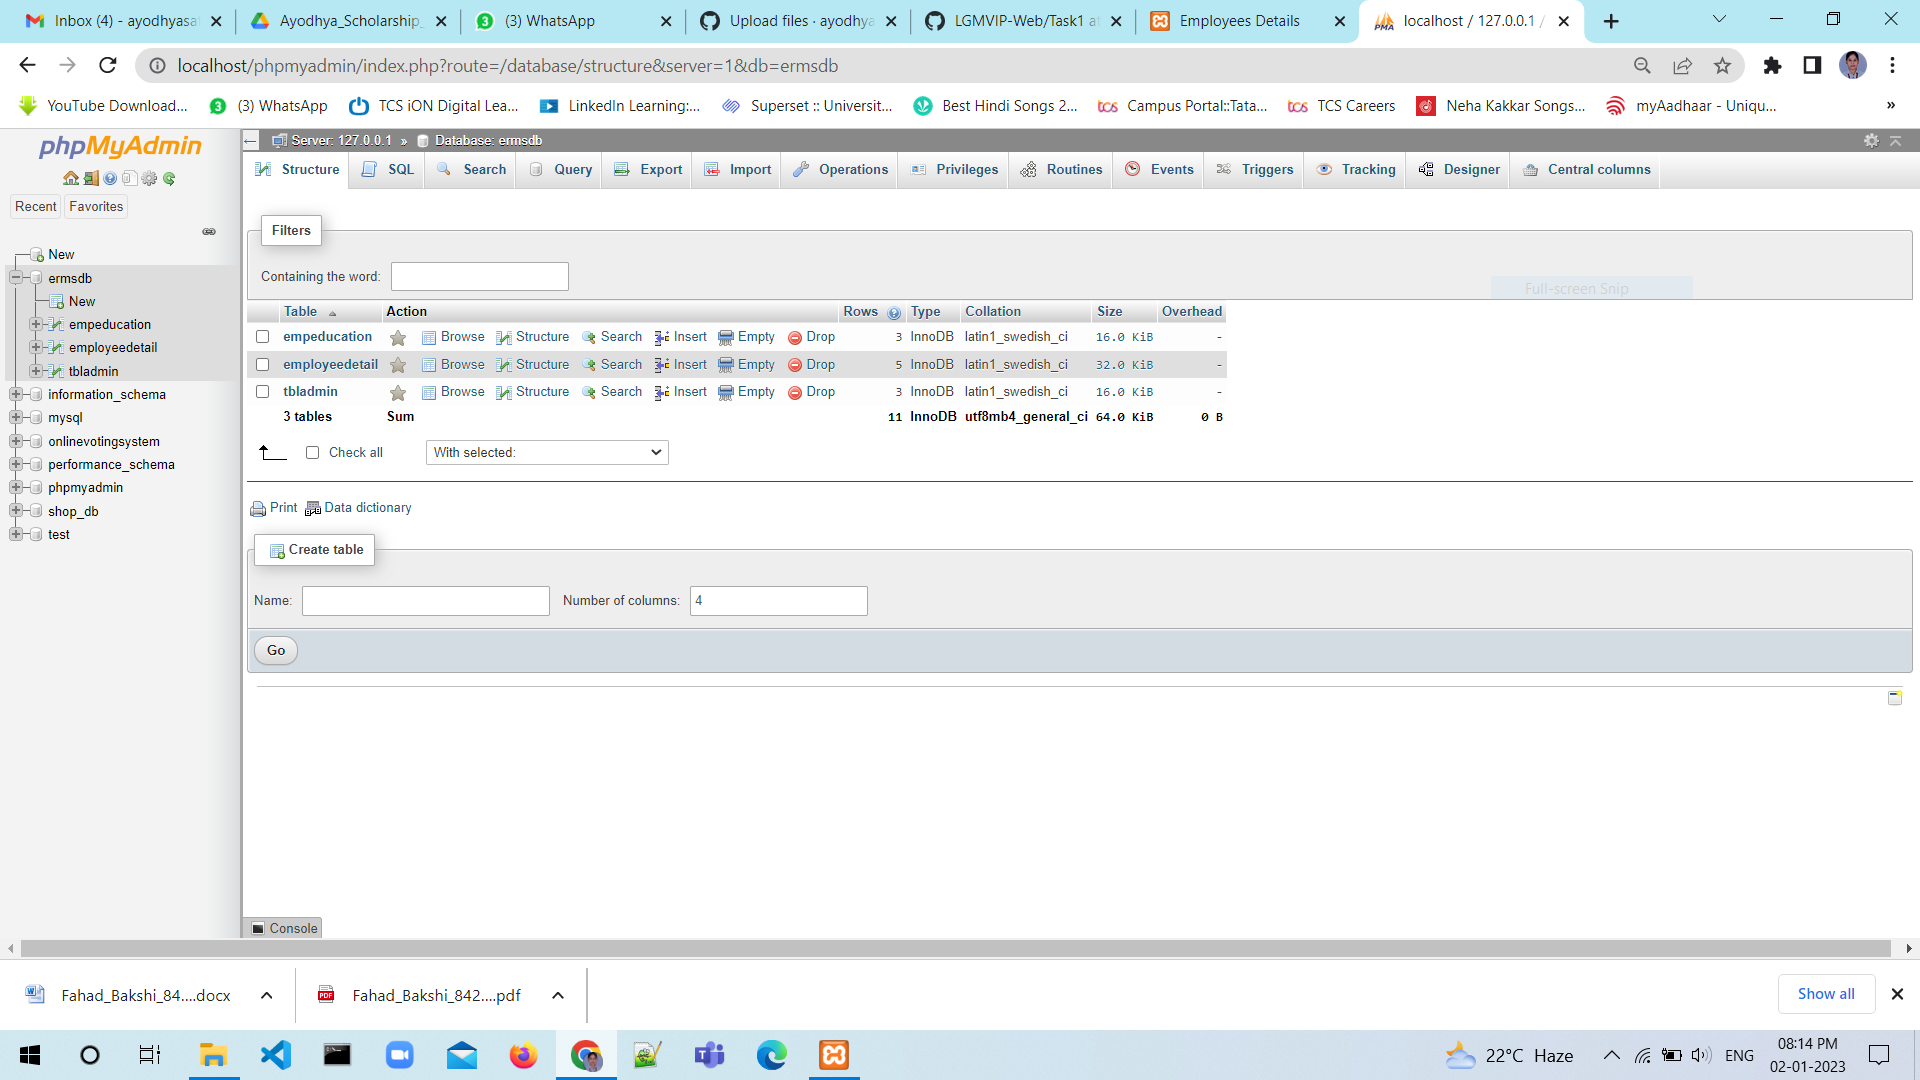 Inbox (4) - ayodhyasa
Ayodhya_Scholarship_
(3) WhatsApp
Upload files · ayodhya
LGMVIP-Web/Task1 at
Employees Details
localhost / 127.0.0.1 /
localhost/phpmyadmin/index.php?route=/database/structure&server=1&db=ermsdb
YouTube Download...
(3) WhatsApp
TCS iON Digital Lea...
LinkedIn Learning:...
Superset :: Universit...
Best Hindi Songs 2...
Campus Portal::Tata...
TCS Careers
Neha Kakkar Songs...
myAadhaar - Uniqu...
»
phpMyAdmin
Recent Favorites
New
ermsdb
New
empeducation
employeedetail
tbladmin
information_schema
mysql
onlinevotingsystem
performance_schema
phpmyadmin
shop_db
test
Server: 127.0.0.1 » Database: ermsdb
Structure SQL Search Query Export Import Operations Privileges Routines Events Triggers Tracking Designer Central columns
Filters
Containing the word:
Full-screen Snip
Table Action Rows Type Collation Size Overhead
empeducation Browse Structure Search Insert Empty Drop 3 InnoDB latin1_swedish_ci 16.0 KiB -
employeedetail Browse Structure Search Insert Empty Drop 5 InnoDB latin1_swedish_ci 32.0 KiB -
tbladmin Browse Structure Search Insert Empty Drop 3 InnoDB latin1_swedish_ci 16.0 KiB -
3 tables Sum 11 InnoDB utf8mb4_general_ci 64.0 KiB 0 B
Check all With selected:
Print Data dictionary
Create table
Name: Number of columns: 4
Go
Console
Fahad_Bakshi_84....docx
Fahad_Bakshi_842....pdf
Show all
22°C Haze
ENG
08:14 PM
02-01-2023